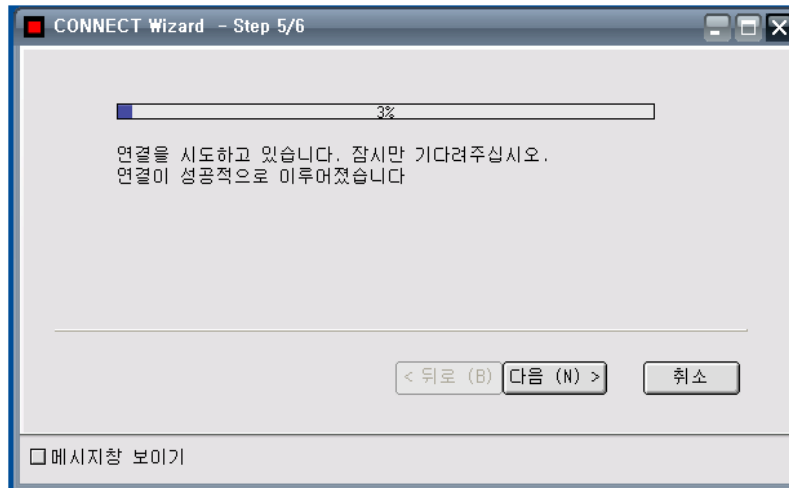 CONNECT Wizard - Step 5/6
3%
연결을 시도하고 있습니다. 잠시만 기다려주십시오.
연결이 성공적으로 이루어졌습니다
< 뒤로 (B) 다음 (N) > 취소
메시지창 보이기